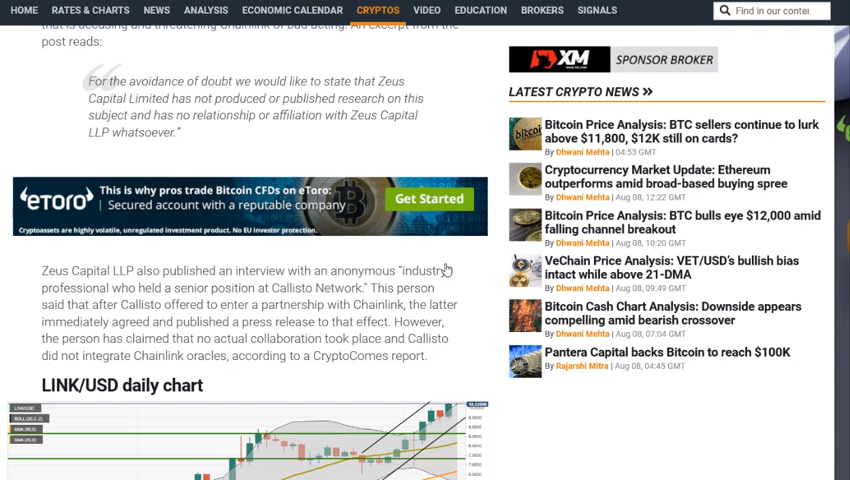 HOME RATES & CHARTS NEWS ANALYSIS ECONOMIC CALENDAR CRYPTOS VIDEO EDUCATION BROKERS SIGNALS
Find in our conter
that is accusing and threatening Chainlink of bad acting. An excerpt from the
post reads:
For the avoidance of doubt we would like to state that Zeus
Capital Limited has not produced or published research on this
subject and has no relationship or affiliation with Zeus Capital
LLP whatsoever.”
eToro
This is why pros trade Bitcoin CFDs on eToro:
Secured account with a reputable company
Get Started
Cryptoassets are highly volatile, unregulated investment product. No EU investor protection.
Zeus Capital LLP also published an interview with an anonymous “industry
professional who held a senior position at Callisto Network.” This person
said that after Callisto offered to enter a partnership with Chainlink, the latter
immediately agreed and published a press release to that effect. However,
the person has claimed that no actual collaboration took place and Callisto
did not integrate Chainlink oracles, according to a CryptoComes report.
LINK/USD daily chart
LINK/USD
XM SPONSOR BROKER
LATEST CRYPTO NEWS
Bitcoin Price Analysis: BTC sellers continue to lurk
above $11,800, $12K still on cards?
By Dhwani Mehta | 04:53 GMT
Cryptocurrency Market Update: Ethereum
outperforms amid broad-based buying spree
By Dhwani Mehta | Aug 08, 12:22 GMT
Bitcoin Price Analysis: BTC bulls eye $12,000 amid
falling channel breakout
By Dhwani Mehta | Aug 08, 10:20 GMT
VeChain Price Analysis: VET/USD's bullish bias
intact while above 21-DMA
By Dhwani Mehta | Aug 08, 09:49 GMT
Bitcoin Cash Chart Analysis: Downside appears
compelling amid bearish crossover
By Dhwani Mehta | Aug 08, 07:04 GMT
Pantera Capital backs Bitcoin to reach $100K
By Rajarshi Mitra | Aug 08, 04:45 GMT